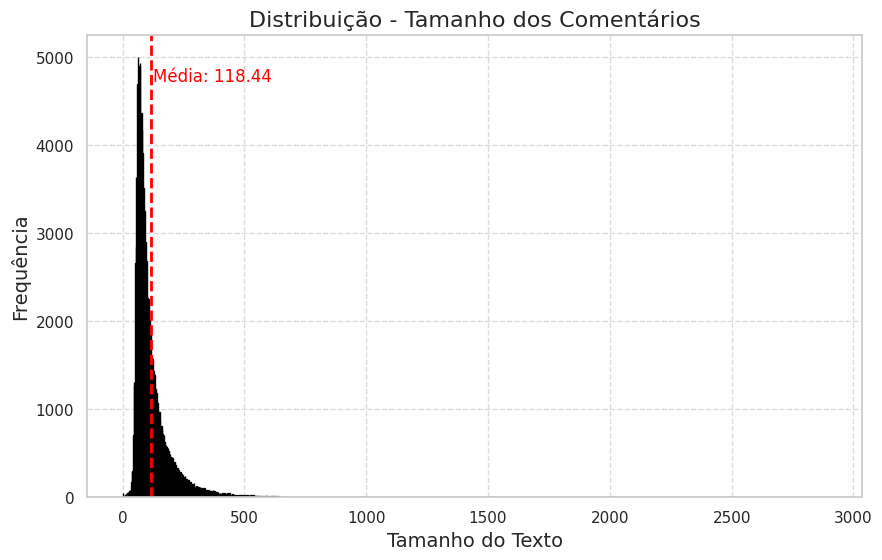 Distribuição - Tamanho dos Comentários
5000
Média: 118.44
4000
3000
2000
1000
0
Frequência
0 500 1000 1500 2000 2500 3000
Tamanho do Texto